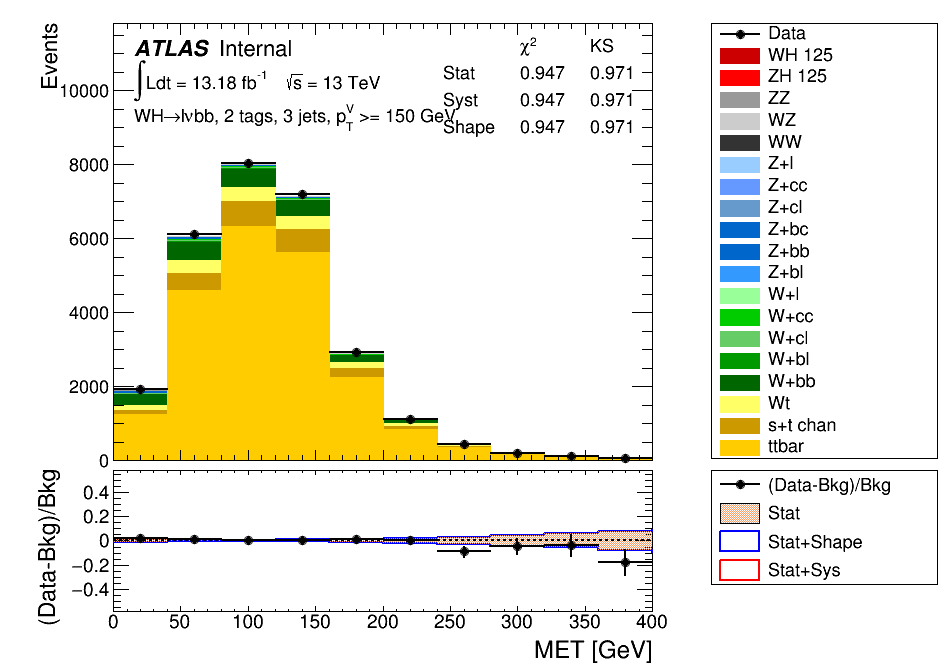 Events
ATLAS Internal
∫Ldt = 13.18 fb⁻¹ √s = 13 TeV
WH→lνbb, 2 tags, 3 jets, p_T^V >= 150 GeV
χ² KS
Stat 0.947 0.971
Syst 0.947 0.971
Shape 0.947 0.971
10000
8000
6000
4000
2000
0
Data
WH 125
ZH 125
ZZ
WZ
WW
Z+l
Z+cc
Z+cl
Z+bc
Z+bb
Z+bl
W+l
W+cc
W+cl
W+bl
W+bb
Wt
s+t chan
ttbar
(Data-Bkg)/Bkg
0.4
0.2
0
−0.2
−0.4
0 50 100 150 200 250 300 350 400
MET [GeV]
(Data-Bkg)/Bkg
Stat
Stat+Shape
Stat+Sys